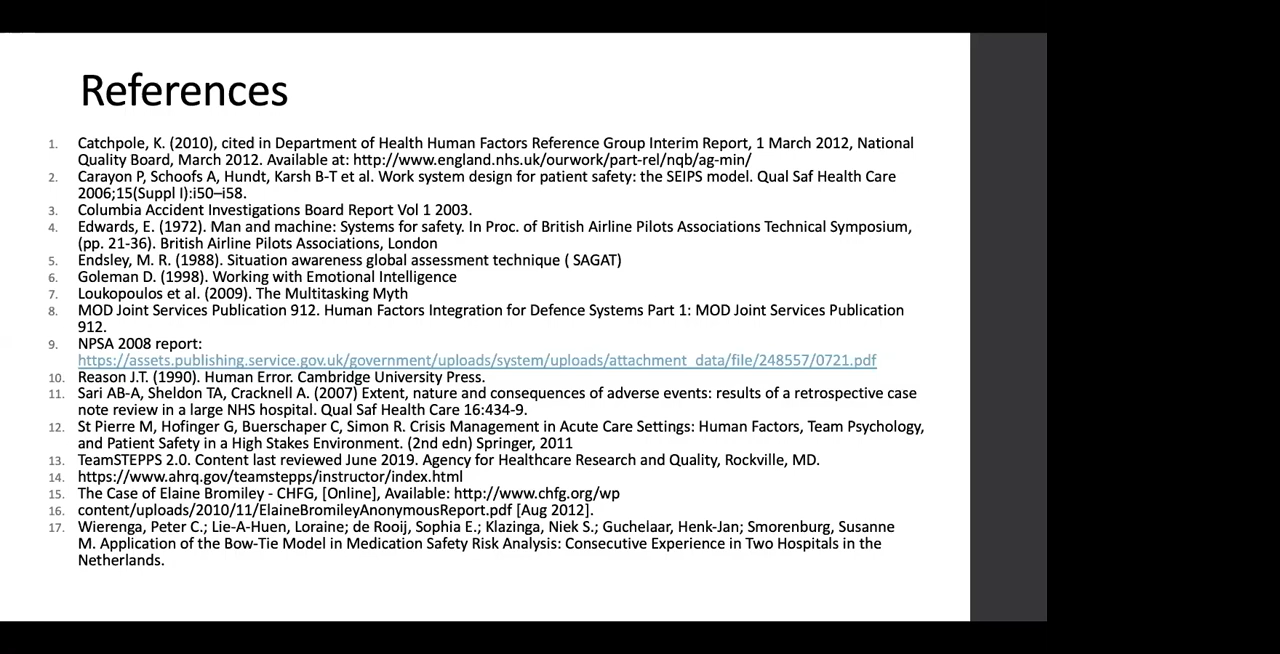 References
1. Catchpole, K. (2010), cited in Department of Health Human Factors Reference Group Interim Report, 1 March 2012, National
Quality Board, March 2012. Available at: http://www.england.nhs.uk/ourwork/part-rel/nqb/ag-min/
2. Carayon P, Schoofs A, Hundt, Karsh B-T et al. Work system design for patient safety: the SEIPS model. Qual Saf Health Care
2006;15(Suppl I):i50–i58.
3. Columbia Accident Investigations Board Report Vol 1 2003.
4. Edwards, E. (1972). Man and machine: Systems for safety. In Proc. of British Airline Pilots Associations Technical Symposium,
(pp. 21-36). British Airline Pilots Associations, London
5. Endsley, M. R. (1988). Situation awareness global assessment technique ( SAGAT)
6. Goleman D. (1998). Working with Emotional Intelligence
7. Loukopoulos et al. (2009). The Multitasking Myth
8. MOD Joint Services Publication 912. Human Factors Integration for Defence Systems Part 1: MOD Joint Services Publication
912.
9. NPSA 2008 report:
https://assets.publishing.service.gov.uk/government/uploads/system/uploads/attachment_data/file/248557/0721.pdf
10. Reason J.T. (1990). Human Error. Cambridge University Press.
11. Sari AB-A, Sheldon TA, Cracknell A. (2007) Extent, nature and consequences of adverse events: results of a retrospective case
note review in a large NHS hospital. Qual Saf Health Care 16:434-9.
12. St Pierre M, Hofinger G, Buerschaper C, Simon R. Crisis Management in Acute Care Settings: Human Factors, Team Psychology,
and Patient Safety in a High Stakes Environment. (2nd edn) Springer, 2011
13. TeamSTEPPS 2.0. Content last reviewed June 2019. Agency for Healthcare Research and Quality, Rockville, MD.
14. https://www.ahrq.gov/teamstepps/instructor/index.html
15. The Case of Elaine Bromiley - CHFG, [Online], Available: http://www.chfg.org/wp
16. content/uploads/2010/11/ElaineBromileyAnonymousReport.pdf [Aug 2012].
17. Wierenga, Peter C.; Lie-A-Huen, Loraine; de Rooij, Sophia E.; Klazinga, Niek S.; Guchelaar, Henk-Jan; Smorenburg, Susanne
M. Application of the Bow-Tie Model in Medication Safety Risk Analysis: Consecutive Experience in Two Hospitals in the
Netherlands.